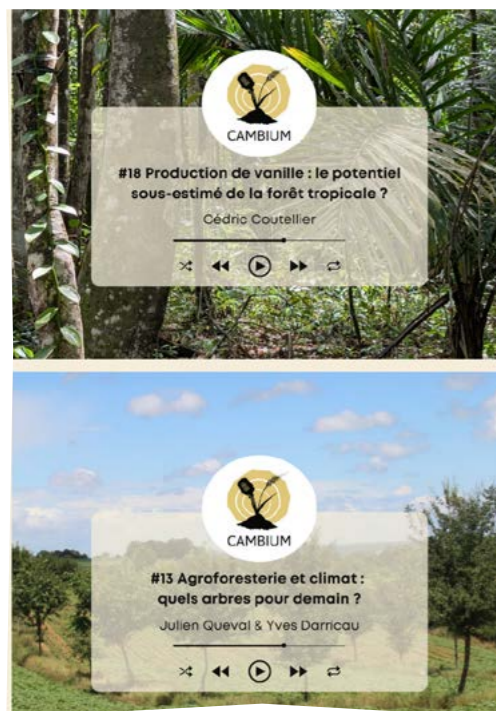 CAMBIUM
#18 Production de vanille : le potentiel
sous-estimé de la forêt tropicale ?
Cédric Coutellier
CAMBIUM
#13 Agroforesterie et climat :
quels arbres pour demain ?
Julien Queval & Yves Darricau